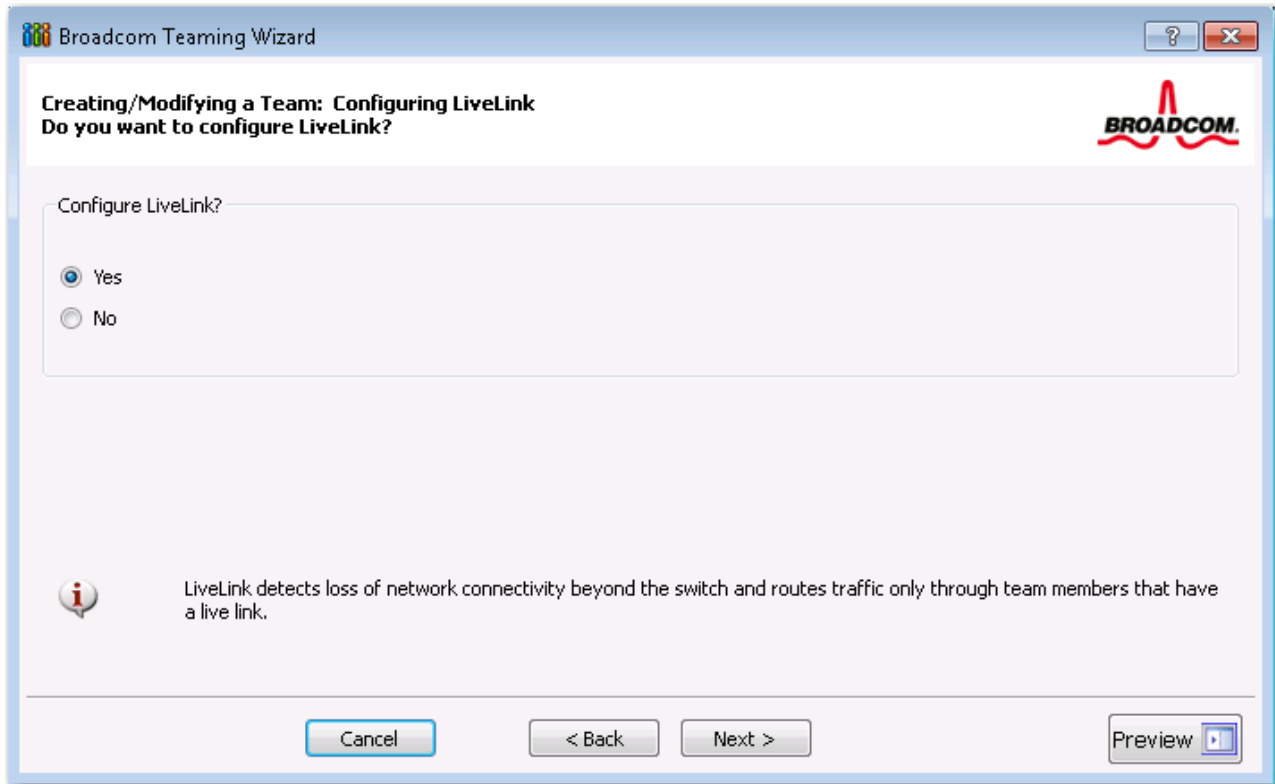 Broadcom Teaming Wizard
Creating/Modifying a Team: Configuring LiveLink
Do you want to configure LiveLink?
BROADCOM.
Configure LiveLink?
Yes
No
LiveLink detects loss of network connectivity beyond the switch and routes traffic only through team members that have
a live link.
Cancel
< Back
Next >
Preview